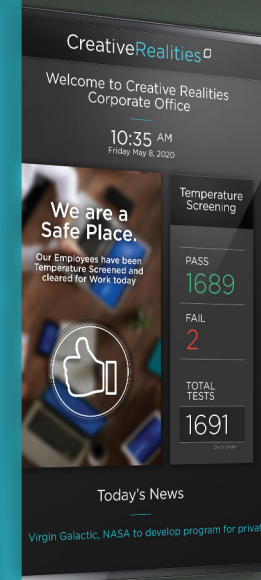 CreativeRealities
Welcome to Creative Realities
Corporate Office
10:35 AM
Friday May 8, 2020
We are a
Safe Place.
Our Employees have been
Temperature Screened and
cleared for Work today
Temperature
Screening
PASS
1689
FAIL
2
TOTAL
TESTS
1691
DAILY DATA
Today's News
Virgin Galactic, NASA to develop program for privat